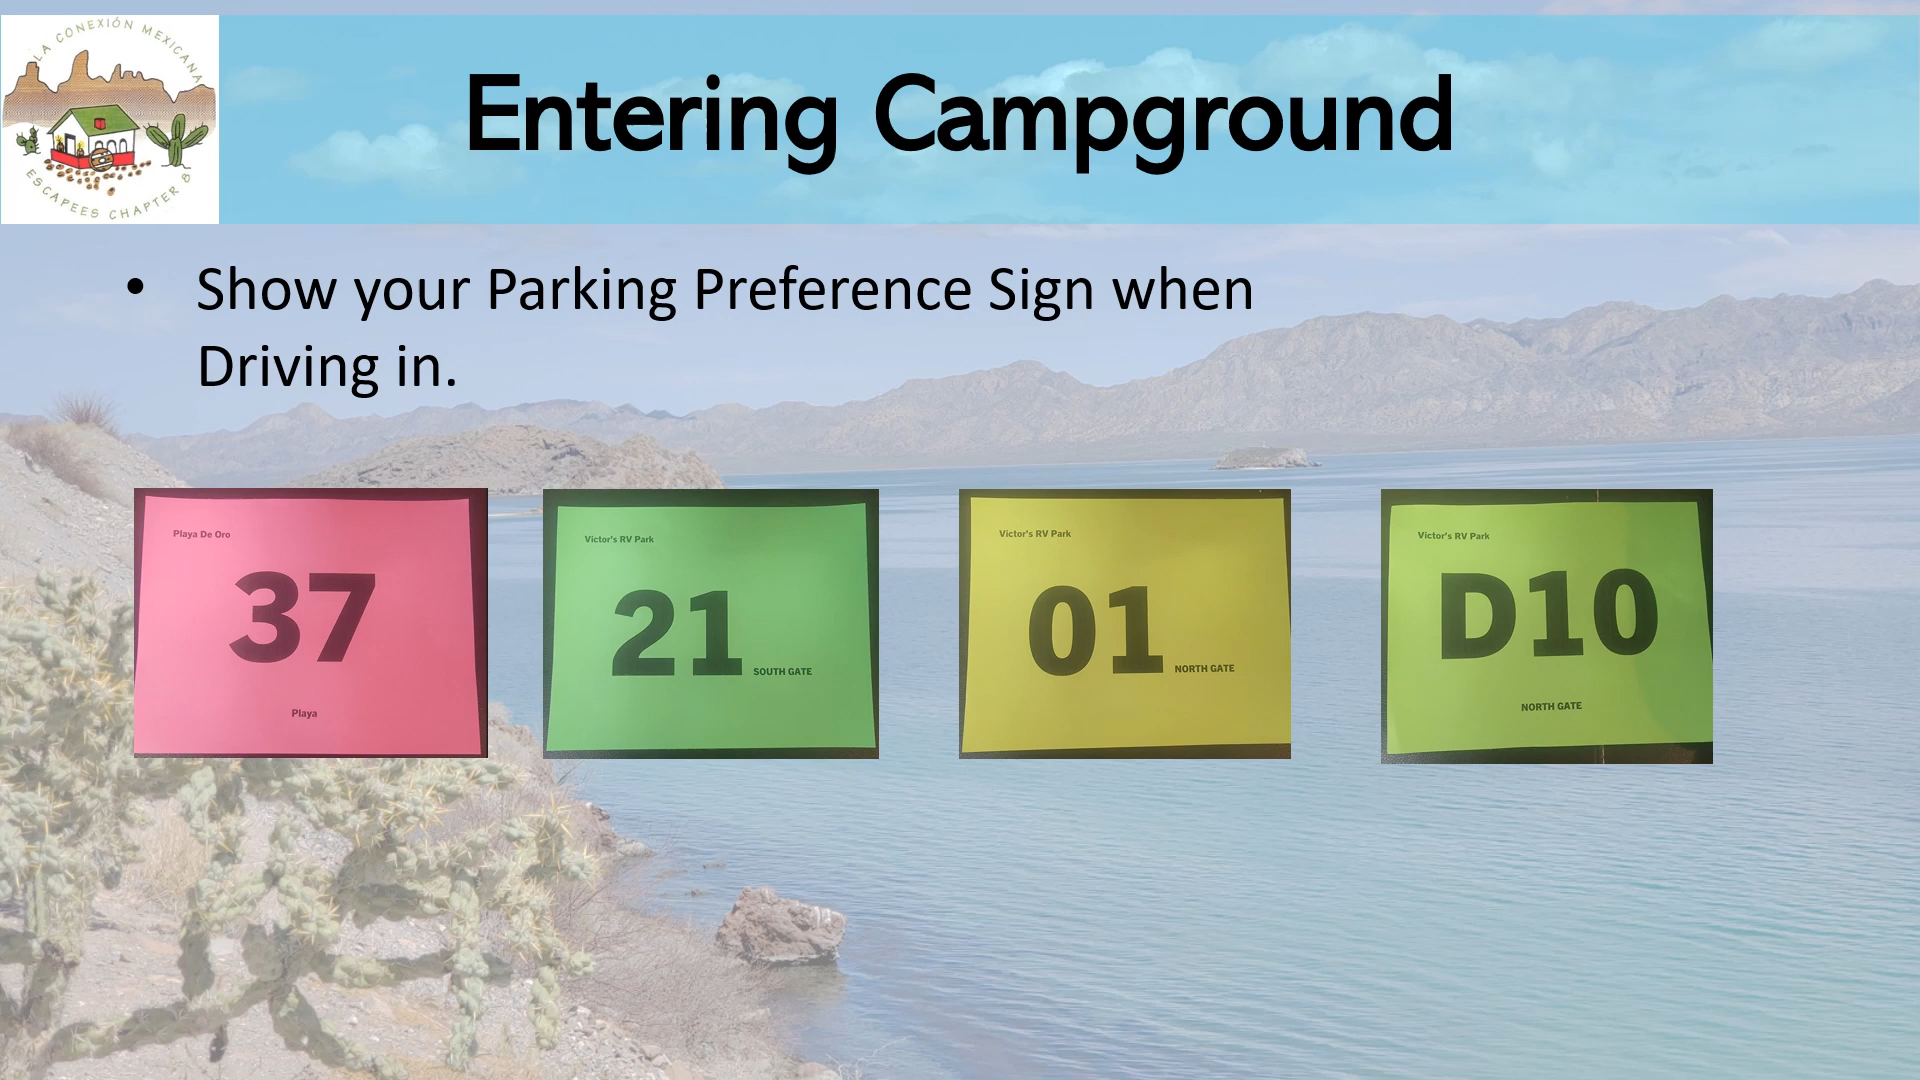 LA CONEXIÓN MEXICANA
ESCAPEES CHAPTER 8
Entering Campground
• Show your Parking Preference Sign when
Driving in.
Playa De Oro
37
Playa
Victor's RV Park
21 SOUTH GATE
Victor's RV Park
01 NORTH GATE
Victor's RV Park
D10
NORTH GATE